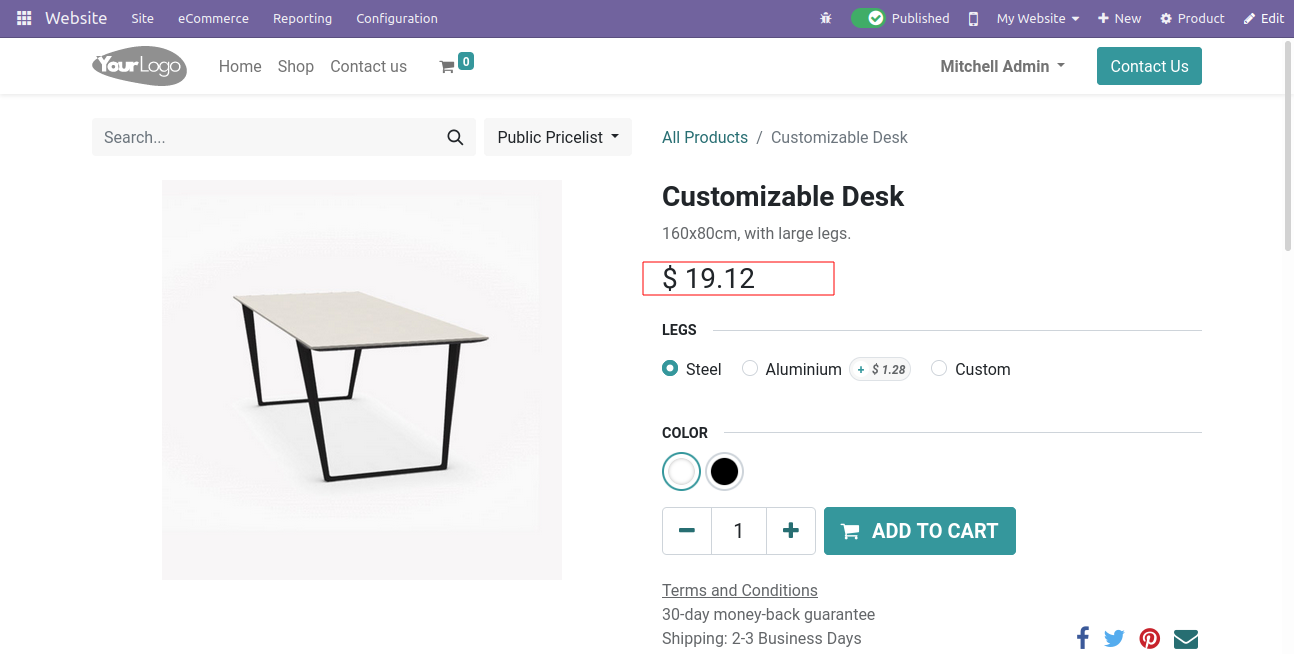 Website Site eCommerce Reporting Configuration Published My Website New Product Edit
YourLogo Home Shop Contact us 0 Mitchell Admin Contact Us
Search... Public Pricelist All Products / Customizable Desk
Customizable Desk
160x80cm, with large legs.
$ 19.12
LEGS
Steel Aluminium + $ 1.28 Custom
COLOR
1 ADD TO CART
Terms and Conditions
30-day money-back guarantee
Shipping: 2-3 Business Days